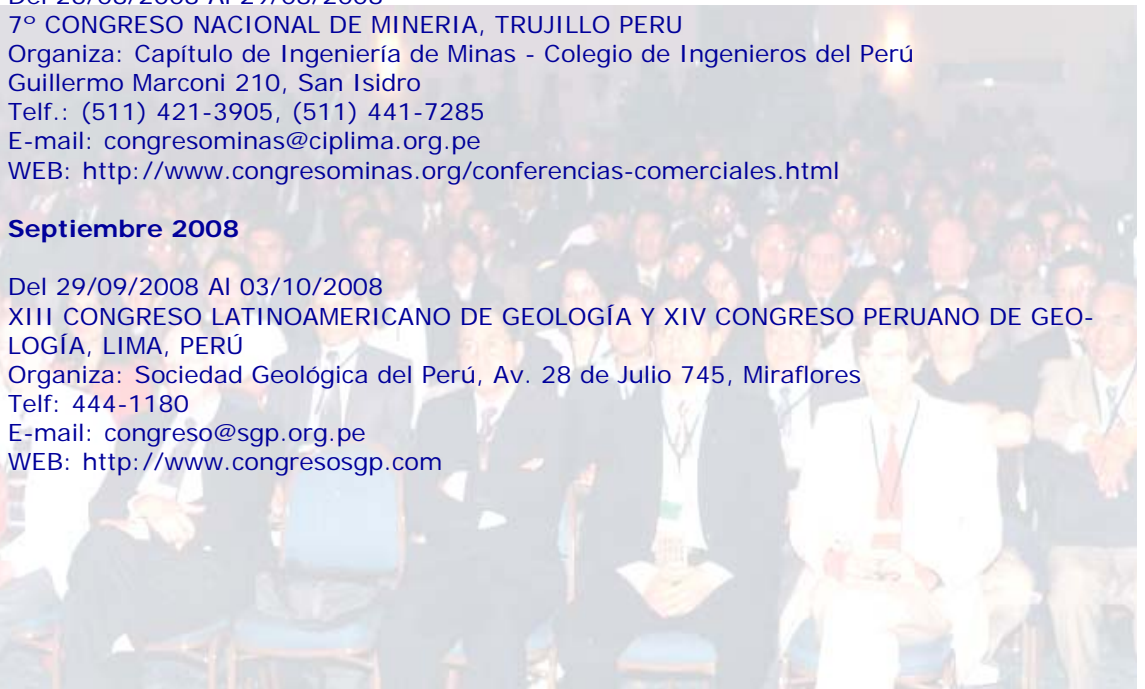 7º CONGRESO NACIONAL DE MINERIA, TRUJILLO PERU
Organiza: Capítulo de Ingeniería de Minas - Colegio de Ingenieros del Perú
Guillermo Marconi 210, San Isidro
Telf.: (511) 421-3905, (511) 441-7285
E-mail: congresominas@ciplima.org.pe
WEB: http://www.congresominas.org/conferencias-comerciales.html
Septiembre 2008
Del 29/09/2008 Al 03/10/2008
XIII CONGRESO LATINOAMERICANO DE GEOLOGÍA Y XIV CONGRESO PERUANO DE GEO-
LOGÍA, LIMA, PERÚ
Organiza: Sociedad Geológica del Perú, Av. 28 de Julio 745, Miraflores
Telf: 444-1180
E-mail: congreso@sgp.org.pe
WEB: http://www.congresosgp.com